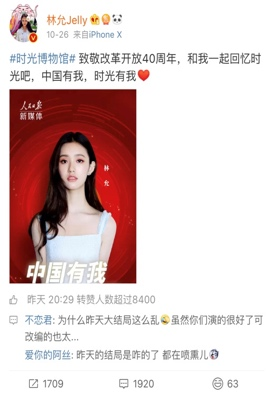 林允Jelly
10-26 来自iPhone X
#时光博物馆# 致敬改革开放40周年，和我一起回忆时
光吧，中国有我，时光有我
人民日报
新媒体
林允
中国有我
昨天 20:29 转赞人数超过8400
不恋君: 为什么昨天大结局这么乱虽然你们演的很好了可
改编的也太...
爱你的阿丝: 昨天的结局是咋的了 都在喷熏儿
1709
1920
63